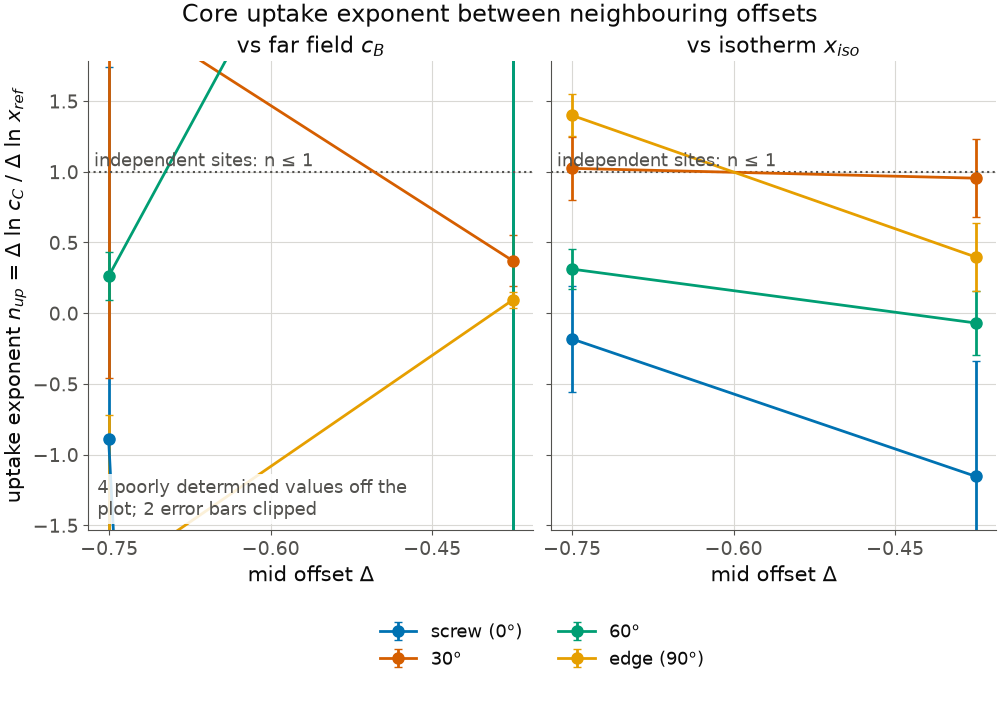 Core uptake exponent between neighbouring offsets
vs far field c_B
vs isotherm x_iso
uptake exponent n_up = Δ ln c_C / Δ ln x_ref
1.5
1.0
0.5
0.0
−0.5
−1.0
−1.5
independent sites: n ≤ 1
independent sites: n ≤ 1
4 poorly determined values off the
plot; 2 error bars clipped
−0.75
−0.60
−0.45
−0.75
−0.60
−0.45
mid offset Δ
mid offset Δ
screw (0°)
30°
60°
edge (90°)